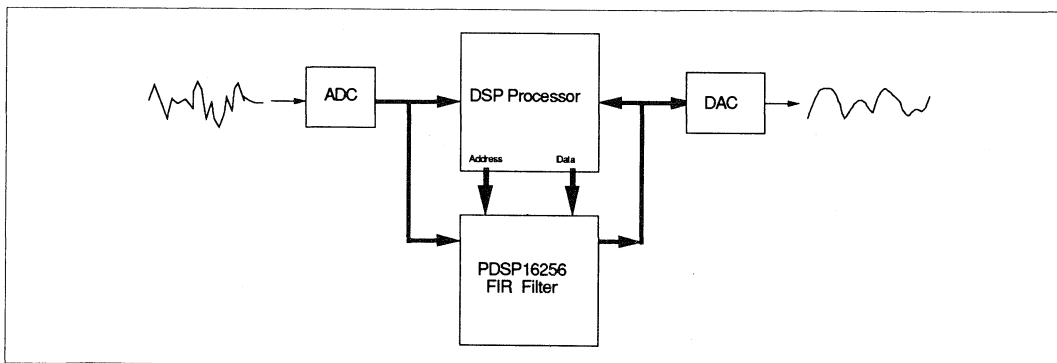 ADC
DSP Processor
DAC
Address
Data
PDSP16256
FIR Filter